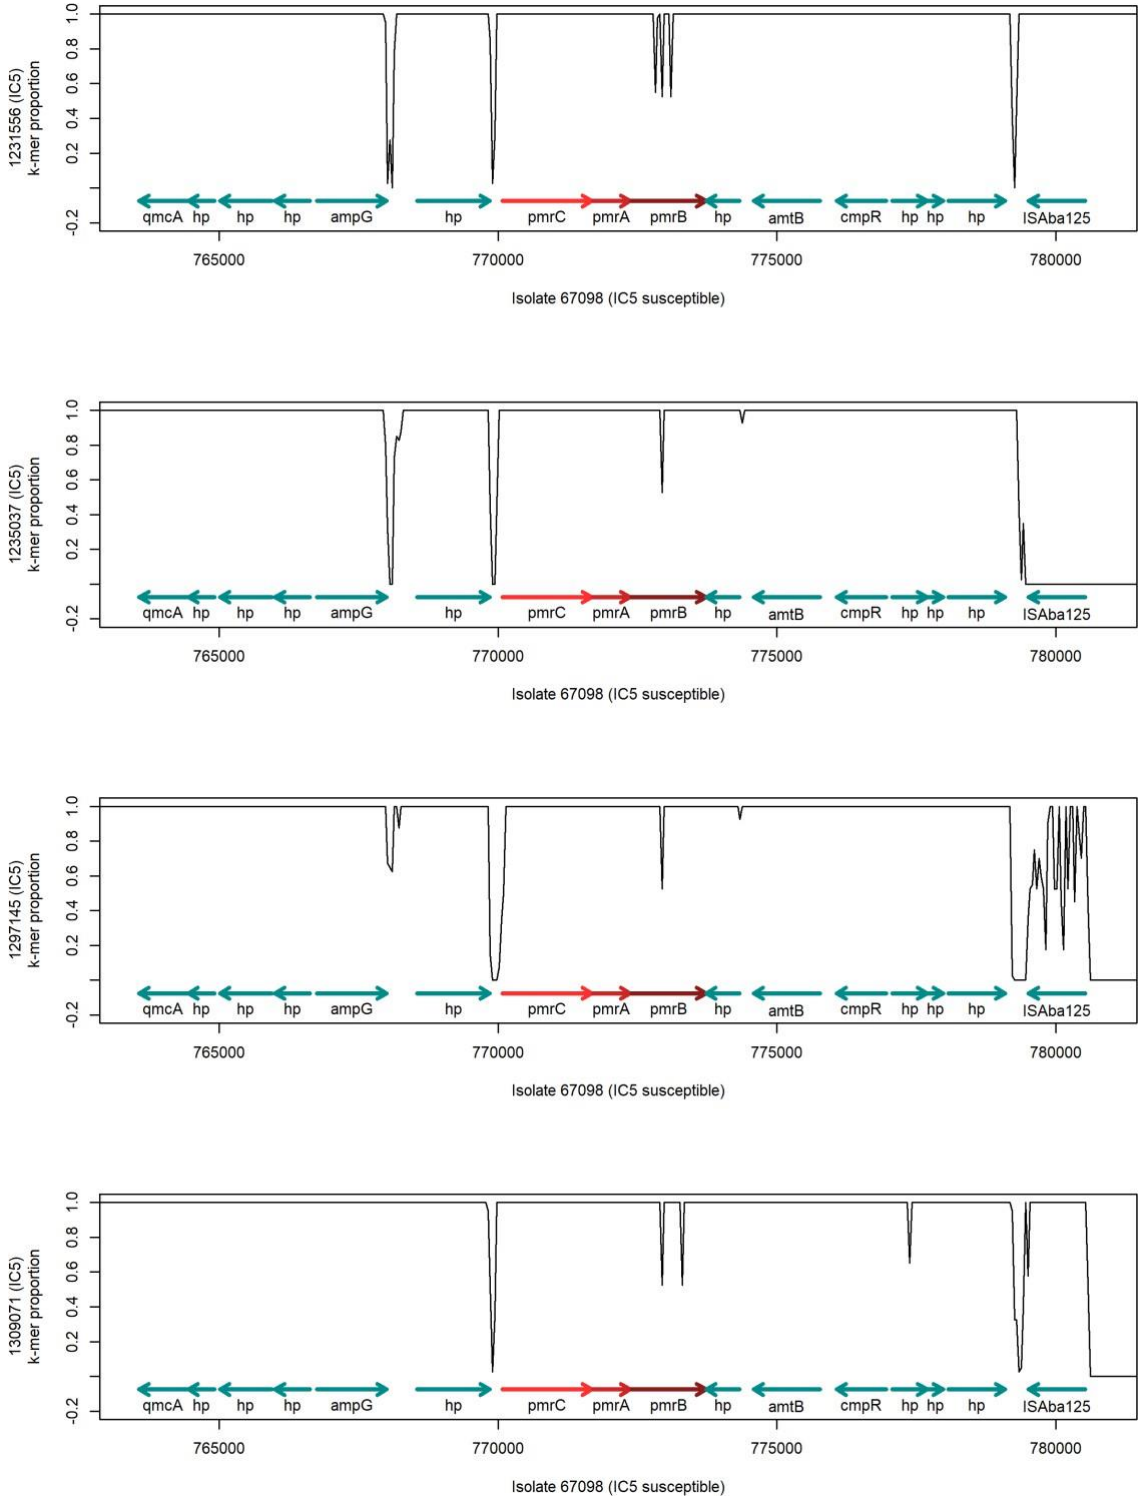 1231556 (IC5)
k-mer proportion
1.0
0.8
0.6
0.4
0.2
-0.2
qmcA hp hp hp ampG hp pmrC pmrA pmrB hp amtB cmpR hp hp hp ISAba125
765000 770000 775000 780000
Isolate 67098 (IC5 susceptible)
1235037 (IC5)
k-mer proportion
1.0
0.8
0.6
0.4
0.2
-0.2
qmcA hp hp hp ampG hp pmrC pmrA pmrB hp amtB cmpR hp hp hp ISAba125
765000 770000 775000 780000
Isolate 67098 (IC5 susceptible)
1297145 (IC5)
k-mer proportion
1.0
0.8
0.6
0.4
0.2
-0.2
qmcA hp hp hp ampG hp pmrC pmrA pmrB hp amtB cmpR hp hp hp ISAba125
765000 770000 775000 780000
Isolate 67098 (IC5 susceptible)
1309071 (IC5)
k-mer proportion
1.0
0.8
0.6
0.4
0.2
-0.2
qmcA hp hp hp ampG hp pmrC pmrA pmrB hp amtB cmpR hp hp hp ISAba125
765000 770000 775000 780000
Isolate 67098 (IC5 susceptible)